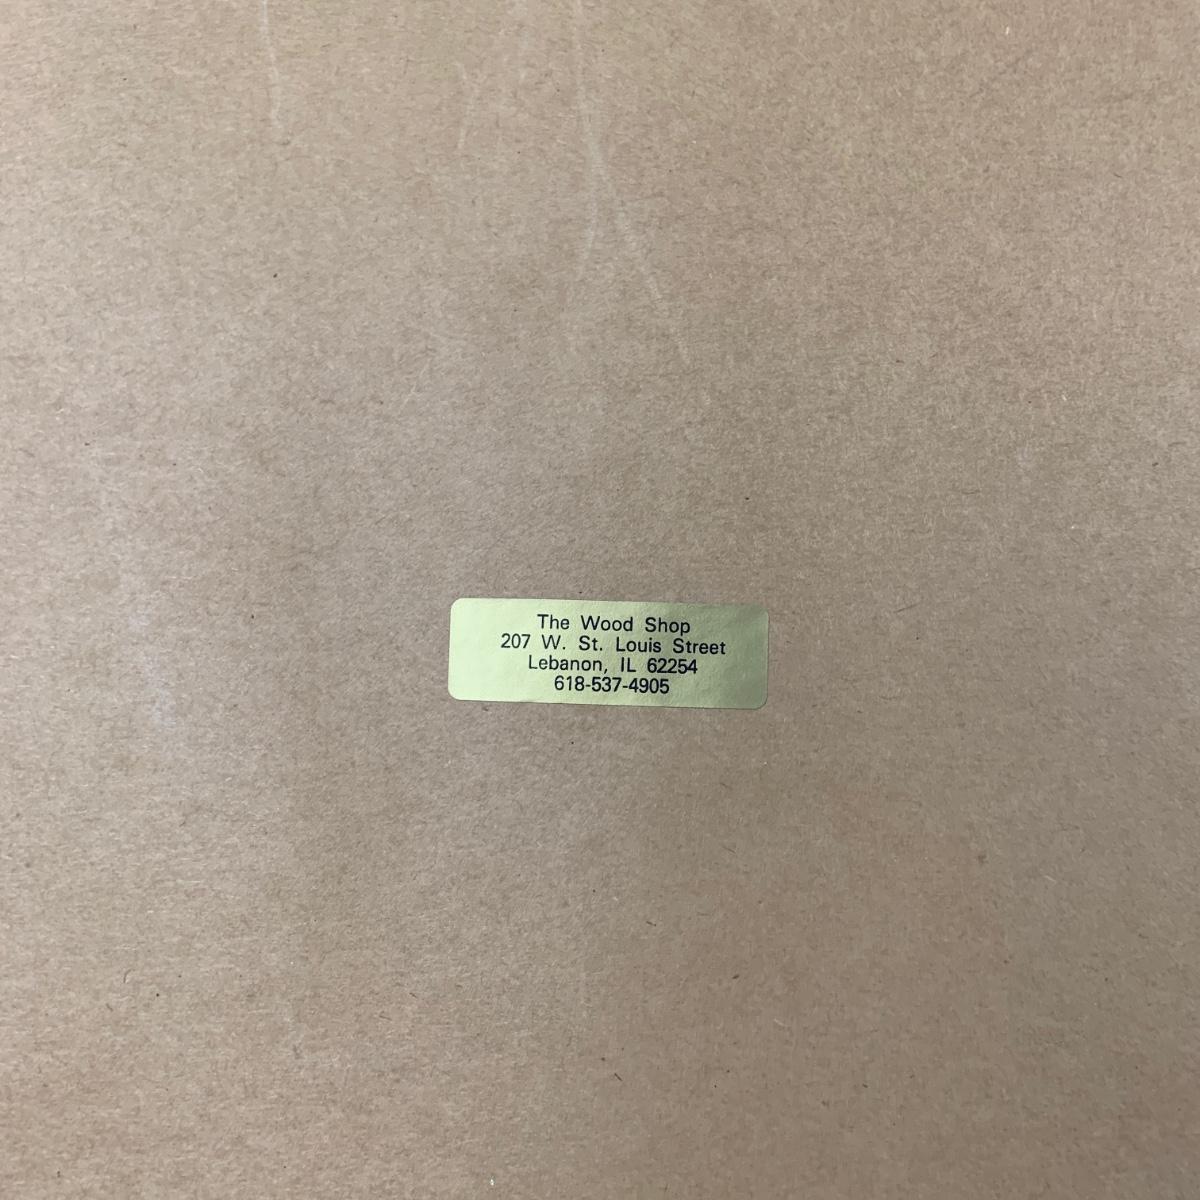 The Wood Shop
207 W. St. Louis Street
Lebanon, IL 62254
618-537-4905